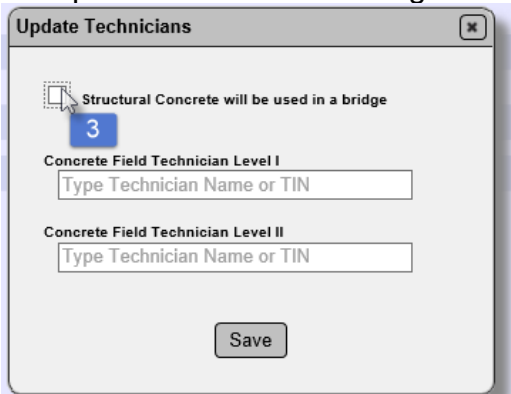 Update Technicians
Structural Concrete will be used in a bridge
3
Concrete Field Technician Level I
Type Technician Name or TIN
Concrete Field Technician Level II
Type Technician Name or TIN
Save